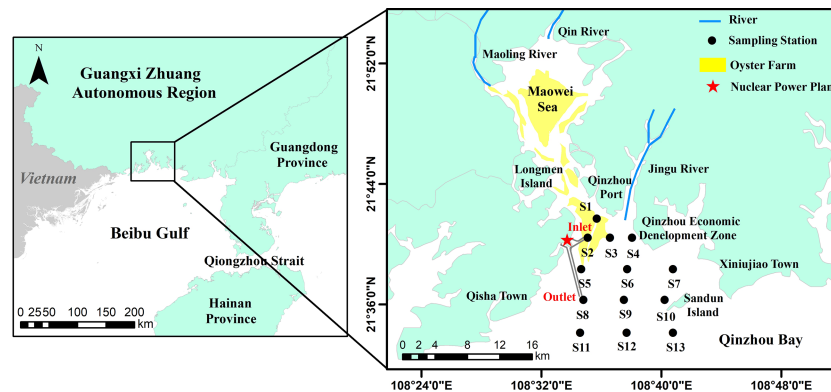 N
Guangxi Zhuang
Autonomous Region
Guangdong
Province
Vietnam
Beibu Gulf
Qiongzhou Strait
Hainan
Province
0 2550 100 150 200
km
21°52'0"N
21°44'0"N
21°36'0"N
Qin River
Maoling River
Maowei
Sea
River
Sampling Station
Oyster Farm
Nuclear Power Plan
Longmen
Island
Qinzhou
Port
Jingu River
S1
Inlet
S2
S3
S4
Qinzhou Economic
Denelopment Zone
Xiniujiao Town
S5
S6
S7
Qisha Town
Outlet
S8
S9
S10
Sandun
Island
S11
S12
S13
Qinzhou Bay
0 2 4 8 12 16
km
108°24'0"E
108°32'0"E
108°40'0"E
108°48'0"E